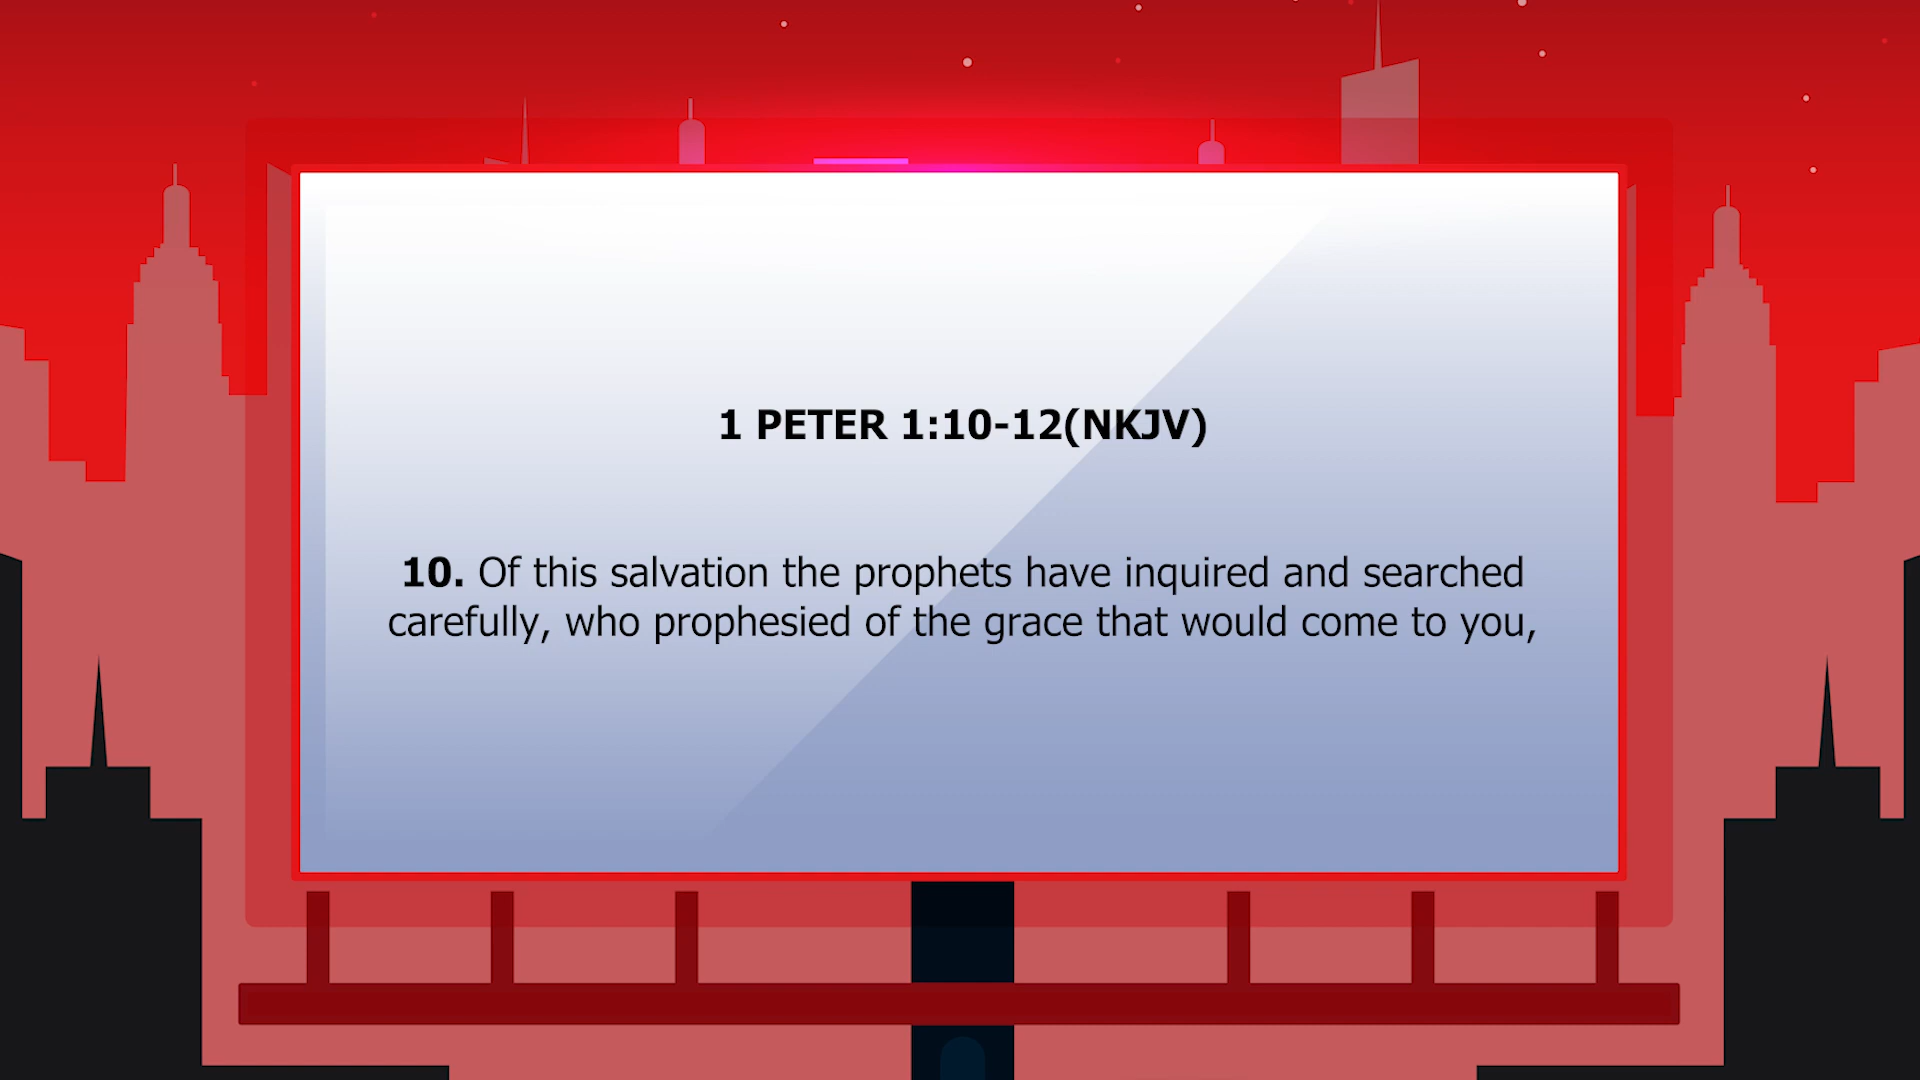 1 PETER 1:10-12(NKJV)
10. Of this salvation the prophets have inquired and searched
carefully, who prophesied of the grace that would come to you,